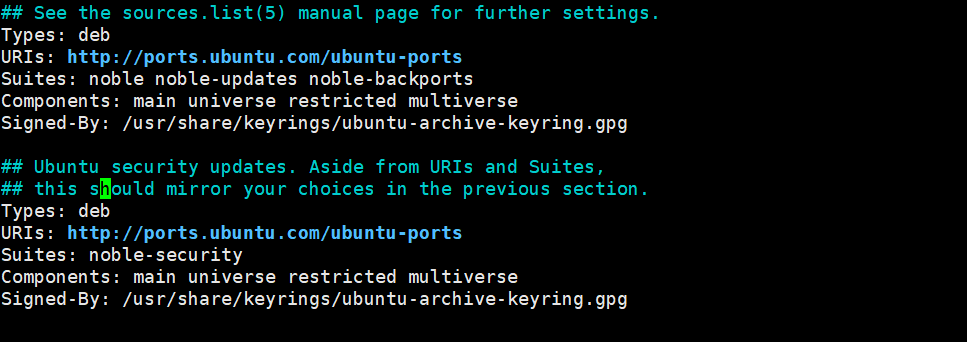 ## See the sources.list(5) manual page for further settings.
Types: deb
URIs: http://ports.ubuntu.com/ubuntu-ports
Suites: noble noble-updates noble-backports
Components: main universe restricted multiverse
Signed-By: /usr/share/keyrings/ubuntu-archive-keyring.gpg
## Ubuntu security updates. Aside from URIs and Suites,
## this should mirror your choices in the previous section.
Types: deb
URIs: http://ports.ubuntu.com/ubuntu-ports
Suites: noble-security
Components: main universe restricted multiverse
Signed-By: /usr/share/keyrings/ubuntu-archive-keyring.gpg